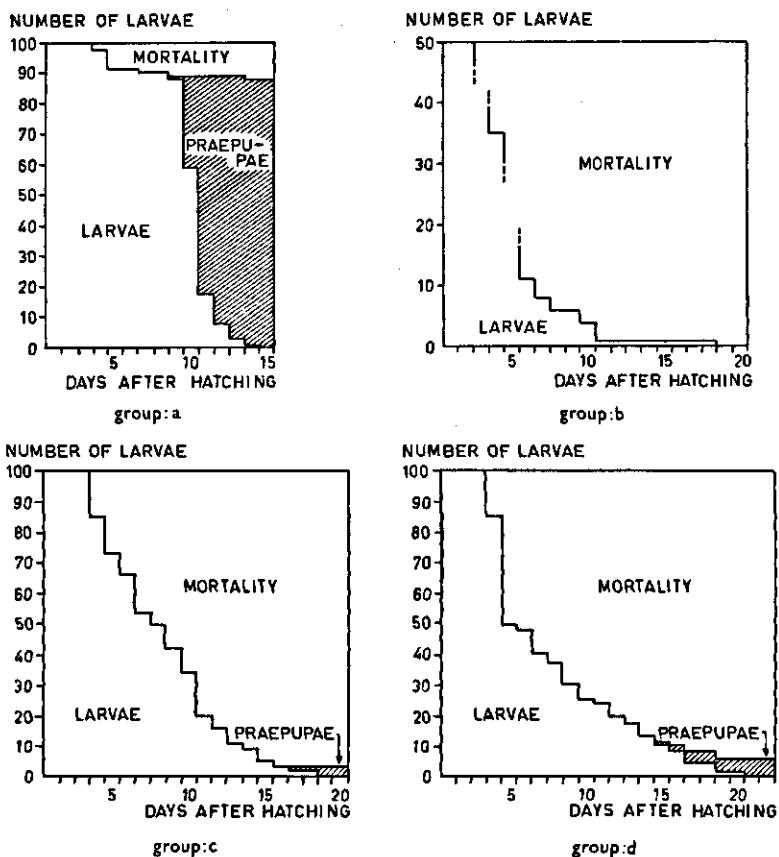 NUMBER OF LARVAE
100
90
80
70
60
50
40
30
20
10
0
MORTALITY
PRAEPU-
PAE
LARVAE
5 10 15
DAYS AFTER HATCHING
group:a
NUMBER OF LARVAE
50
40
30
20
10
0
MORTALITY
LARVAE
5 10 15 20
DAYS AFTER HATCHING
group:b
NUMBER OF LARVAE
100
90
80
70
60
50
40
30
20
10
0
MORTALITY
LARVAE
PRAEPUPAE
5 10 15 20
DAYS AFTER HATCHING
group:c
NUMBER OF LARVAE
100
90
80
70
60
50
40
30
20
10
0
MORTALITY
LARVAE
PRAEPUPAE
5 10 15 20
DAYS AFTER HATCHING
group:d